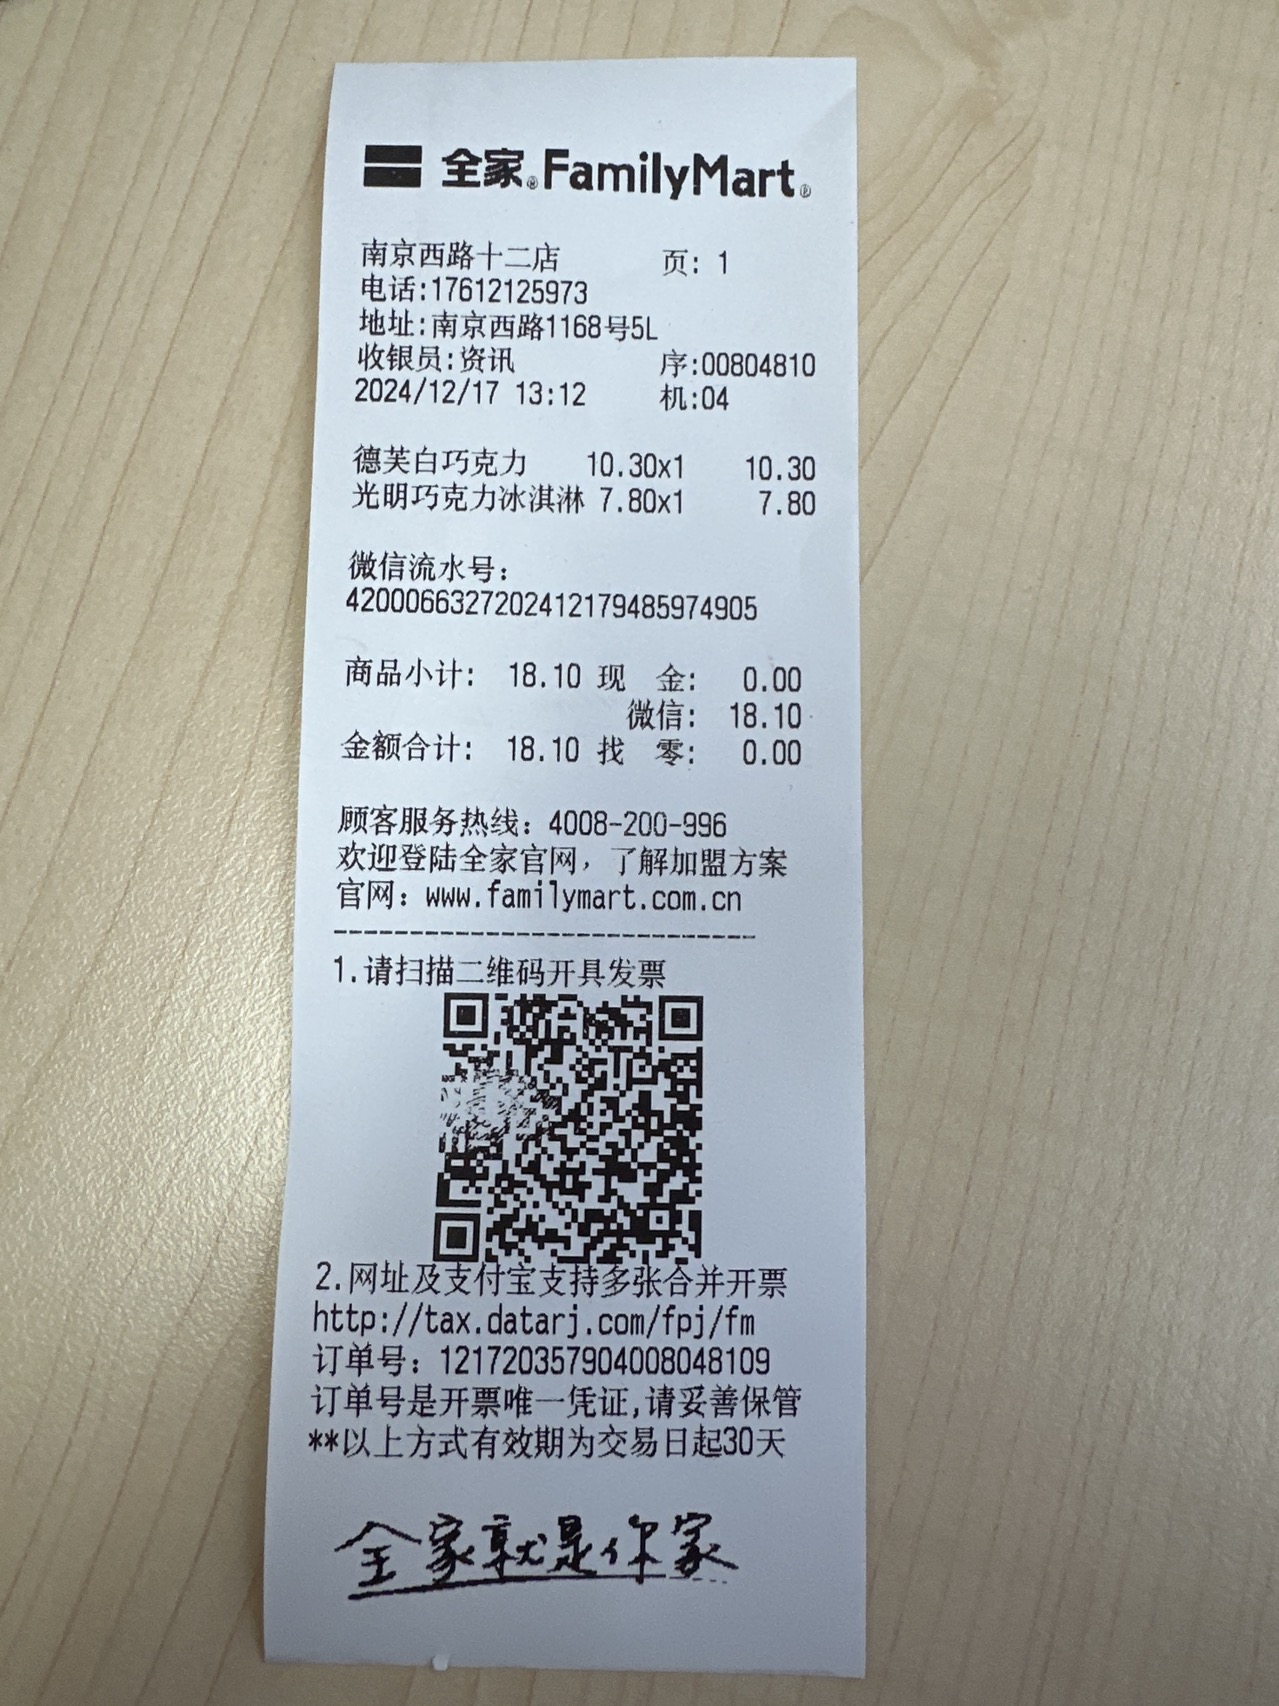 全家® FamilyMart®
南京西路十二店 页: 1
电话:17612125973
地址:南京西路1168号5L
收银员:资讯 序:00804810
2024/12/17 13:12 机:04
德芙白巧克力 10.30x1 10.30
光明巧克力冰淇淋 7.80x1 7.80
微信流水号:
4200066327202412179485974905
商品小计: 18.10 现 金: 0.00
微信: 18.10
金额合计: 18.10 找 零: 0.00
顾客服务热线: 4008-200-996
欢迎登陆全家官网, 了解加盟方案
官网: www.familymart.com.cn
1.请扫描二维码开具发票
2.网址及支付宝支持多张合并开票
http://tax.datarj.com/fpj/fm
订单号: 121720357904008048109
订单号是开票唯一凭证,请妥善保管
**以上方式有效期为交易日起30天
全家就是你家